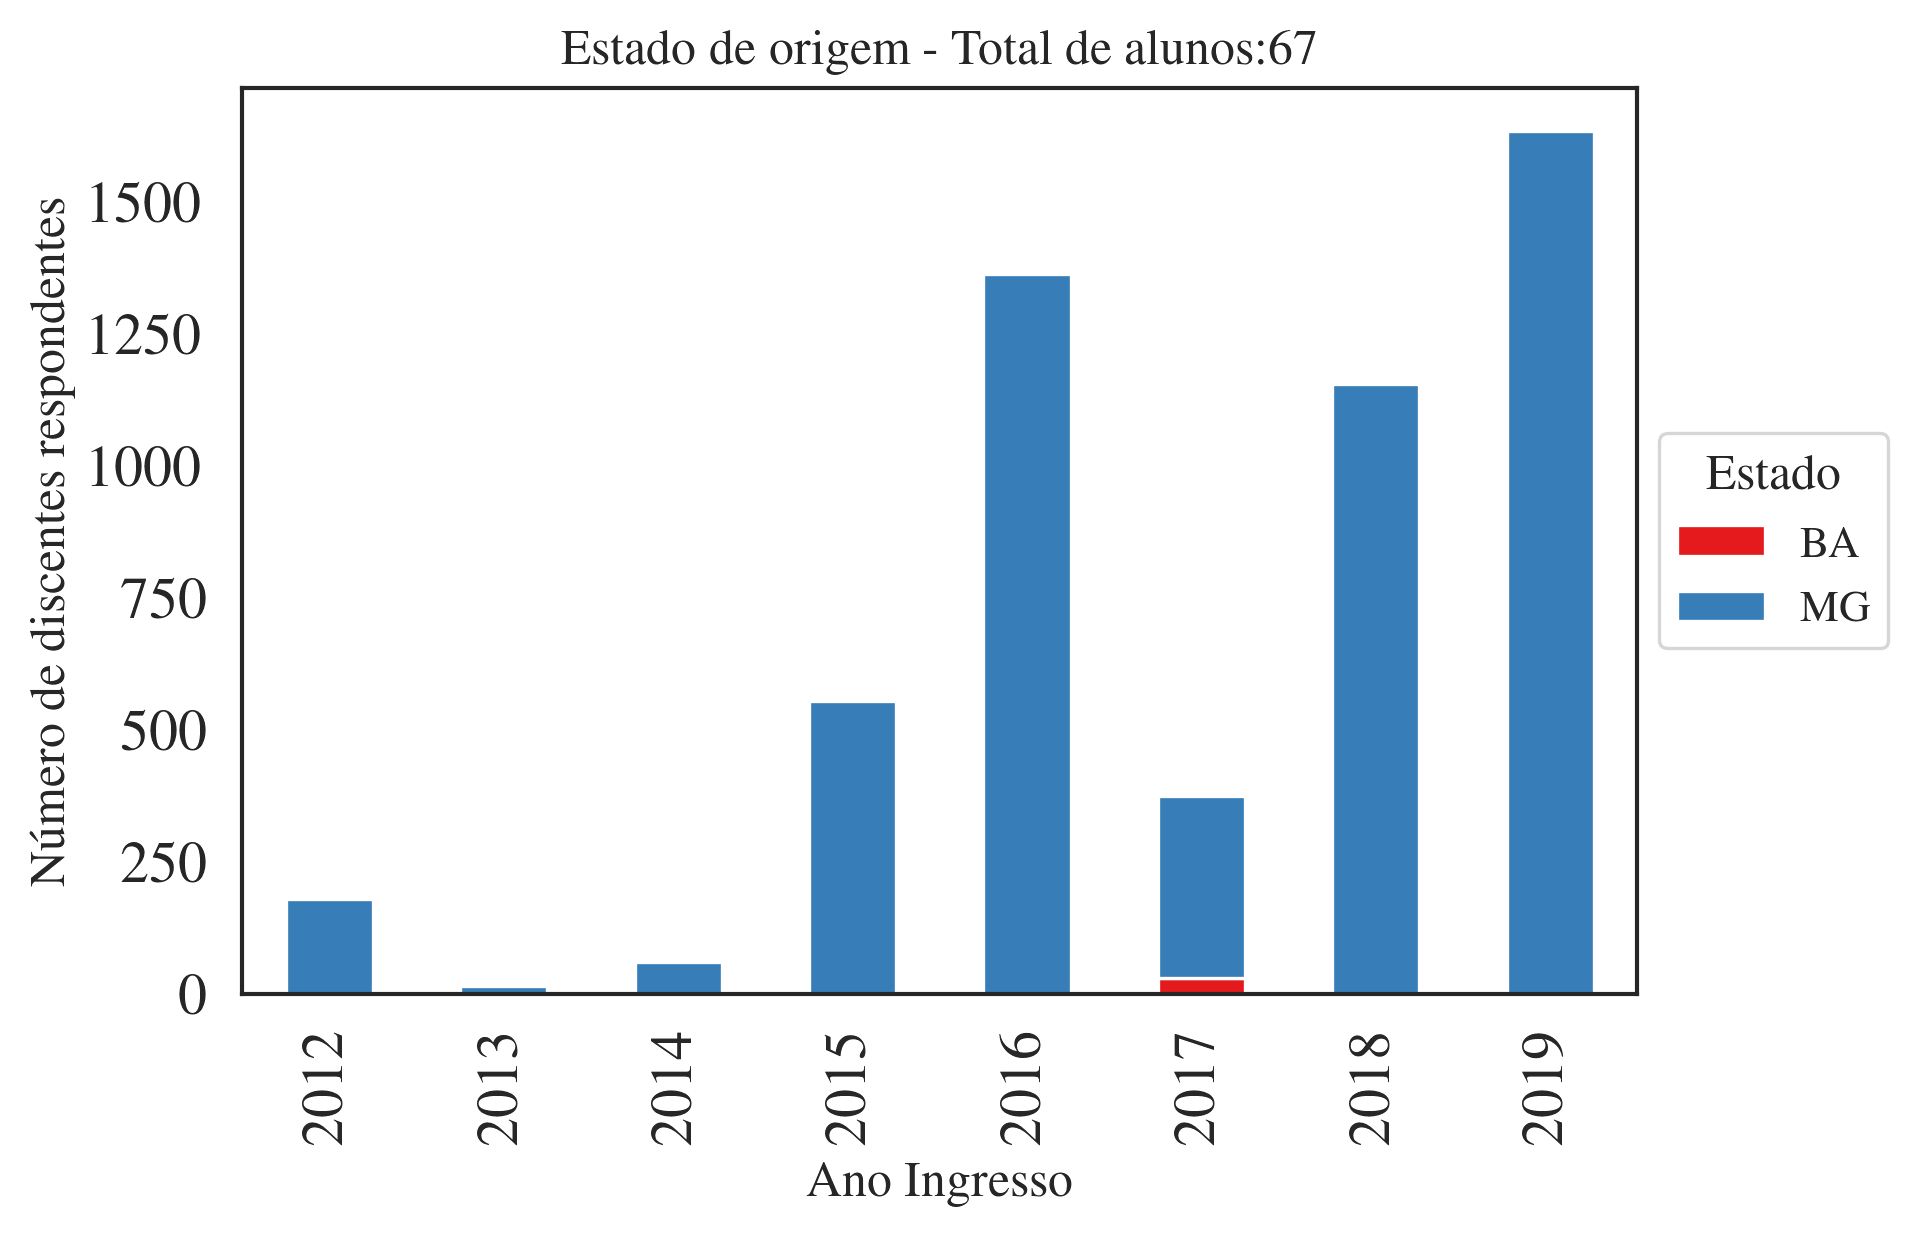 Estado de origem - Total de alunos:67
Número de discentes respondentes
1500
1250
1000
750
500
250
0
2012
2013
2014
2015
2016
2017
2018
2019
Ano Ingresso
Estado
BA
MG